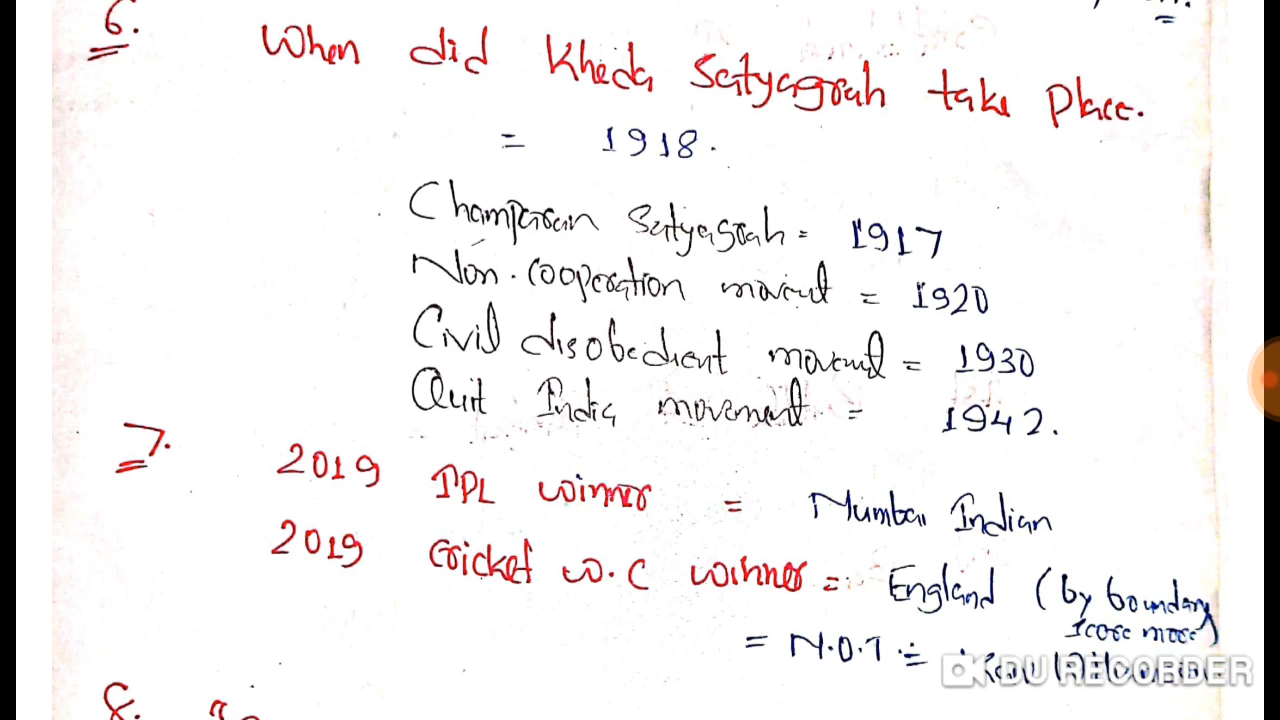 6. When did Kheda Satyagrah take place.
= 1918.
Champaran Satyagrah = 1917
Non-cooperation movement = 1920
Civil disobedient movement = 1930
Quit India movement = 1942.
7. 2019 IPL winner = Mumbai Indian
2019 Cricket W.C winner = England (by boundary
score more)
= M.O.T =
DU RECORDER
8.